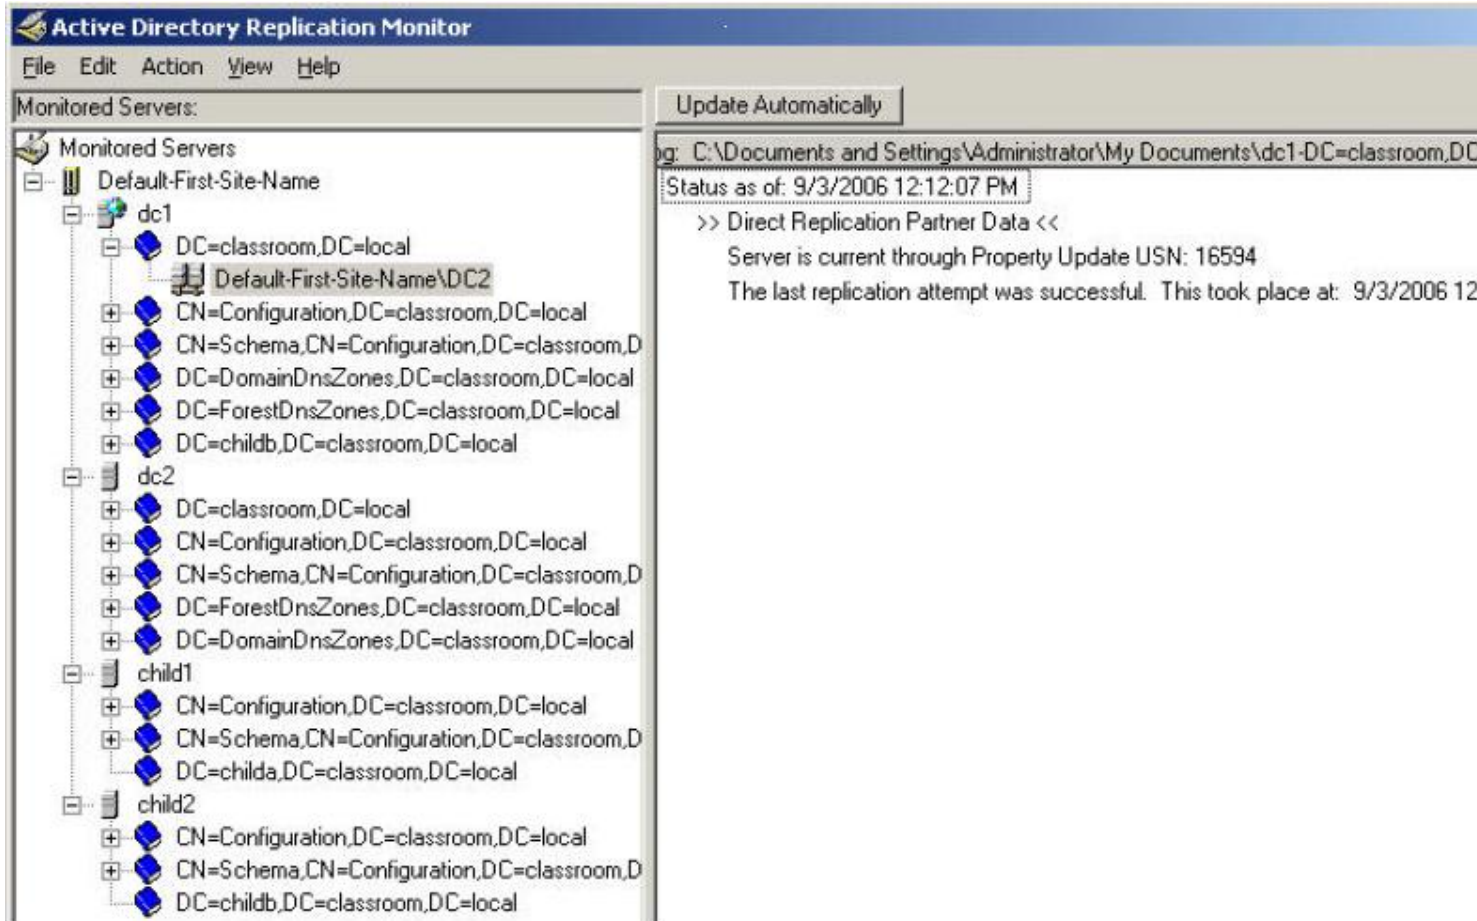 Active Directory Replication Monitor
File Edit Action View Help
Monitored Servers:
Monitored Servers
Default-First-Site-Name
dc1
DC=classroom,DC=local
Default-First-Site-Name\DC2
CN=Configuration,DC=classroom,DC=local
CN=Schema,CN=Configuration,DC=classroom,D
DC=DomainDnsZones,DC=classroom,DC=local
DC=ForestDnsZones,DC=classroom,DC=local
DC=childb,DC=classroom,DC=local
dc2
DC=classroom,DC=local
CN=Configuration,DC=classroom,DC=local
CN=Schema,CN=Configuration,DC=classroom,D
DC=ForestDnsZones,DC=classroom,DC=local
DC=DomainDnsZones,DC=classroom,DC=local
child1
CN=Configuration,DC=classroom,DC=local
CN=Schema,CN=Configuration,DC=classroom,D
DC=childa,DC=classroom,DC=local
child2
CN=Configuration,DC=classroom,DC=local
CN=Schema,CN=Configuration,DC=classroom,D
DC=childb,DC=classroom,DC=local
Update Automatically
og: C:\Documents and Settings\Administrator\My Documents\dc1-DC=classroom,DC
Status as of: 9/3/2006 12:12:07 PM
>> Direct Replication Partner Data <<
Server is current through Property Update USN: 16594
The last replication attempt was successful. This took place at: 9/3/2006 12